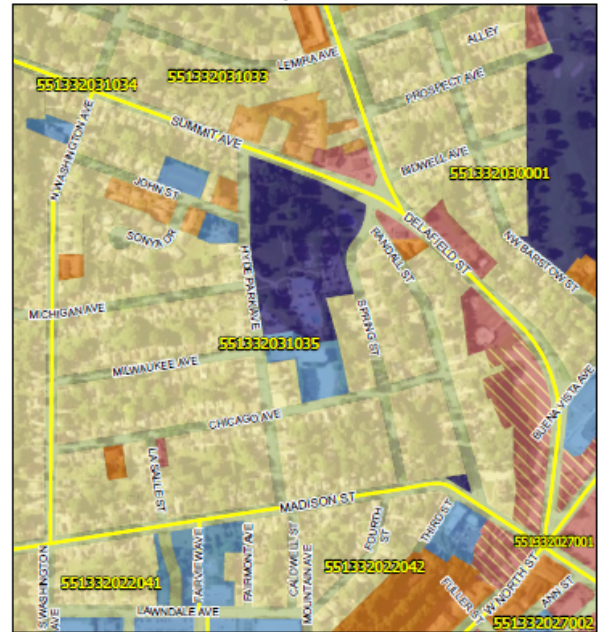 ALLEY
LEMIRA AVE
551332031033
551332031034
PROSPECT AVE
N WASHINGTON AVE
SUMMIT AVE
BIDWELL AVE
551332030001
JOHN ST
SONYA DR
DELAFIELD ST
RANDALL ST
NW BARSTOW ST
HYDE PARK AVE
MICHIGAN AVE
SPRING ST
551332031035
MILWAUKEE AVE
BUENA VISTA AVE
CHICAGO AVE
LA SALLE ST
MADISON ST
THIRD ST
FOURTH
ST
551332027001
S WASHINGTON
AVE
551332022041
FAIRVIEW AVE
FAIRMONT AVE
CALDWELL ST
MOUNTAIN AVE
551332022042
FULLER ST
W NORTH ST
ANN ST
LAWNDALE AVE
551332027002